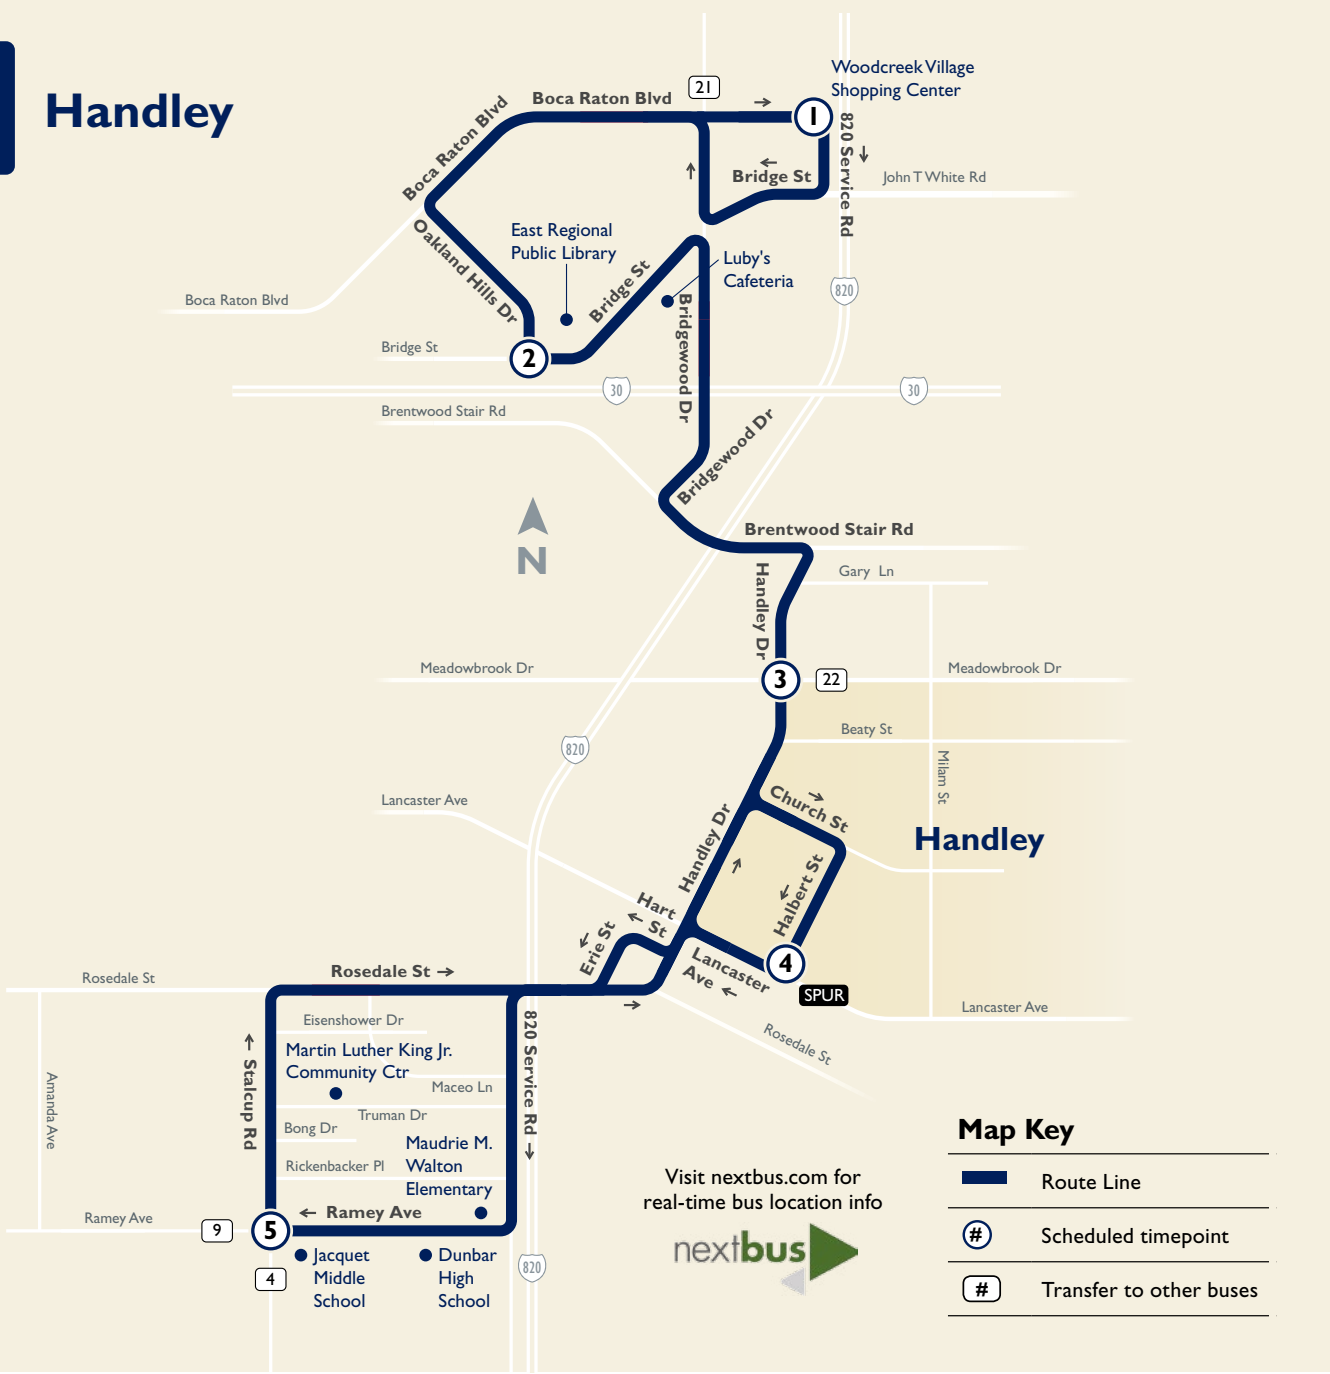 Handley
Woodcreek Village
Shopping Center
21
Boca Raton Blvd
→
1
Boca Raton Blvd
820 Service Rd
→
←
Bridge St
→
John T White Rd
Oakland Hills Dr
East Regional
Public Library
Luby's
Cafeteria
Bridge St
Bridgewood Dr
820
Boca Raton Blvd
Bridge St
2
30
30
Brentwood Stair Rd
Bridgewood Dr
N
Brentwood Stair Rd
Gary Ln
Handley Dr
Meadowbrook Dr
3
22
Meadowbrook Dr
Beaty St
820
Milam St
Lancaster Ave
→
Church St
Handley Dr
→
Handley
←
Halbert St
Hart
St
←
←
Erie St
Lancaster
Ave ←
4
SPUR
Rosedale St
Rosedale St →
→
Lancaster Ave
Rosedale St
Eisenshower Dr
820 Service Rd →
Stalcup Rd →
Martin Luther King Jr.
Community Ctr
Maceo Ln
Amanda Ave
Truman Dr
Bong Dr
Maudrie M.
Walton
Elementary
Rickenbacker Pl
← Ramey Ave
Ramey Ave
9
5
4
Jacquet
Middle
School
Dunbar
High
School
820
Visit nextbus.com for
real-time bus location info
nextbus
Map Key
Route Line
# Scheduled timepoint
# Transfer to other buses